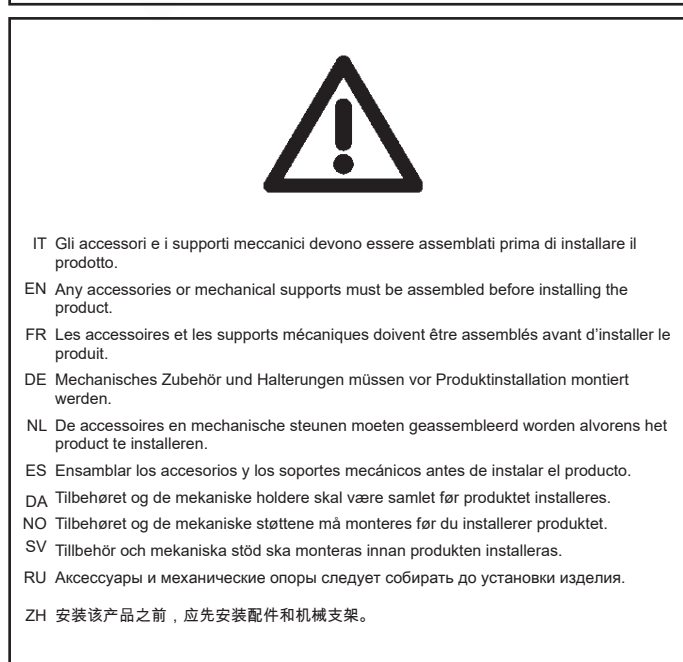 IT Gli accessori e i supporti meccanici devono essere assemblati prima di installare il
prodotto.
EN Any accessories or mechanical supports must be assembled before installing the
product.
FR Les accessoires et les supports mécaniques doivent être assemblés avant d’installer le
produit.
DE Mechanisches Zubehör und Halterungen müssen vor Produktinstallation montiert
werden.
NL De accessoires en mechanische steunen moeten geassembleerd worden alvorens het
product te installeren.
ES Ensamblar los accesorios y los soportes mecánicos antes de instalar el producto.
DA Tilbehøret og de mekaniske holdere skal være samlet før produktet installeres.
NO Tilbehøret og de mekaniske støttene må monteres før du installerer produktet.
SV Tillbehör och mekaniska stöd ska monteras innan produkten installeras.
RU Аксессуары и механические опоры следует собирать до установки изделия.
ZH 安装该产品之前，应先安装配件和机械支架。